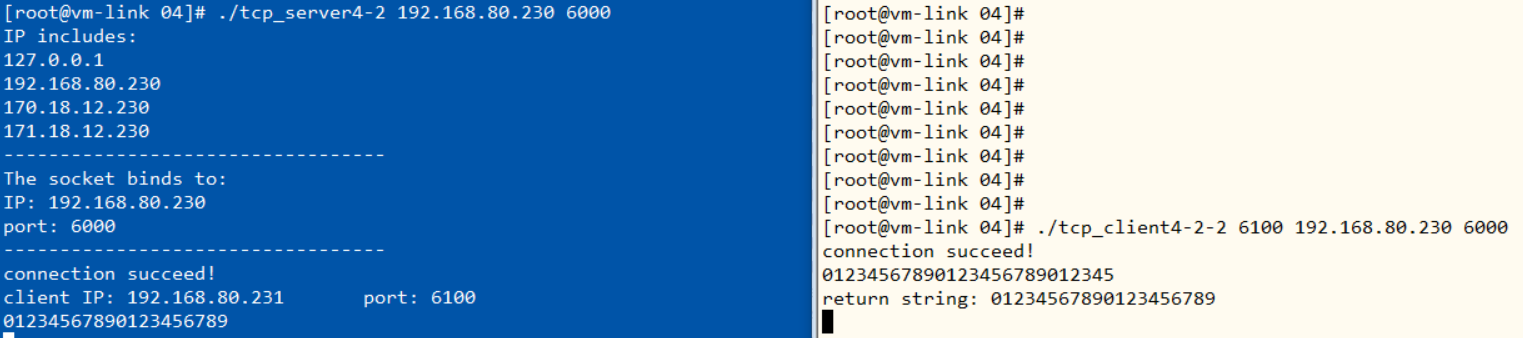 [root@vm-link 04]# ./tcp_server4-2 192.168.80.230 6000
IP includes:
127.0.0.1
192.168.80.230
170.18.12.230
171.18.12.230
----------------------------------
The socket binds to:
IP: 192.168.80.230
port: 6000
----------------------------------
connection succeed!
client IP: 192.168.80.231       port: 6100
01234567890123456789
[root@vm-link 04]#
[root@vm-link 04]#
[root@vm-link 04]#
[root@vm-link 04]#
[root@vm-link 04]#
[root@vm-link 04]#
[root@vm-link 04]#
[root@vm-link 04]#
[root@vm-link 04]#
[root@vm-link 04]# ./tcp_client4-2-2 6100 192.168.80.230 6000
connection succeed!
01234567890123456789012345
return string: 01234567890123456789